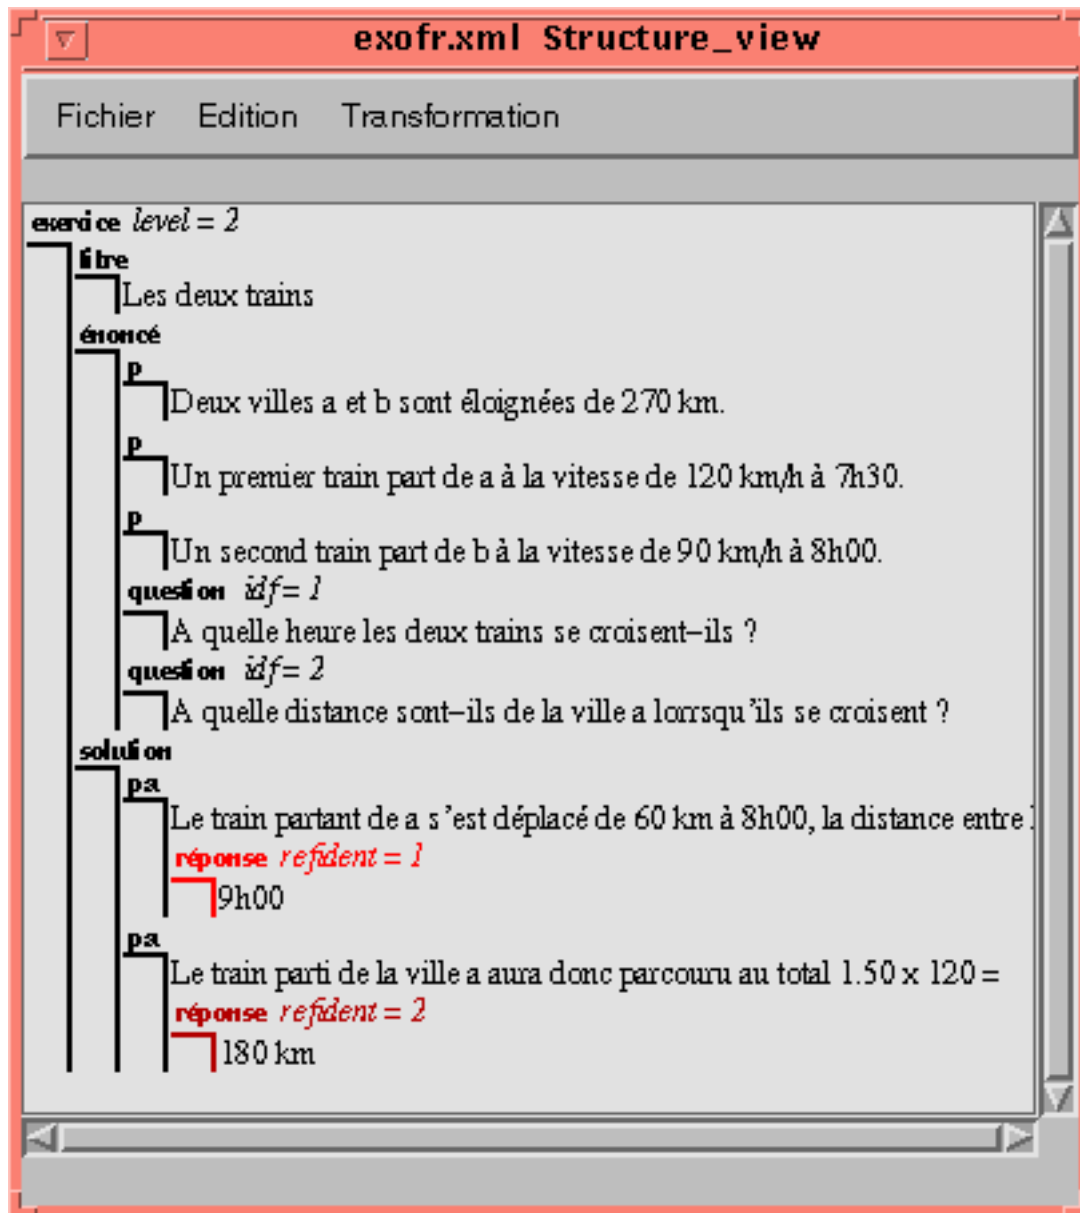 exofr.xml Structure_view
Fichier Edition Transformation
exercice level = 2
titre
Les deux trains
énoncé
p
Deux villes a et b sont éloignées de 270 km.
p
Un premier train part de a à la vitesse de 120 km/h à 7h30.
p
Un second train part de b à la vitesse de 90 km/h à 8h00.
question idf= 1
A quelle heure les deux trains se croisent-ils ?
question idf= 2
A quelle distance sont-ils de la ville a lorrsqu'ils se croisent ?
solution
pa
Le train partant de a s'est déplacé de 60 km à 8h00, la distance entre
réponse refident = 1
9h00
pa
Le train parti de la ville a aura donc parcouru au total 1.50 x 120 =
réponse refident = 2
180 km